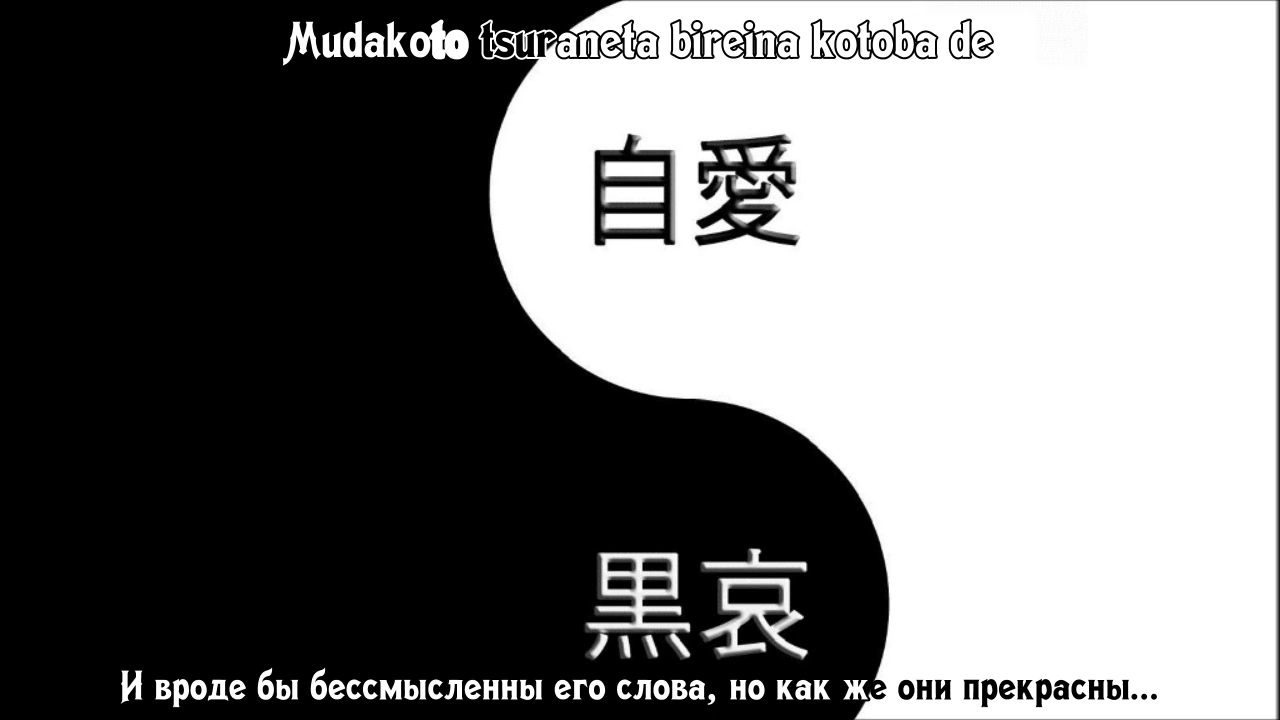 Mudakoto tsuraneta bireina kotoba de
自愛
黒哀
И вроде бы бессмысленны его слова, но как же они прекрасны...